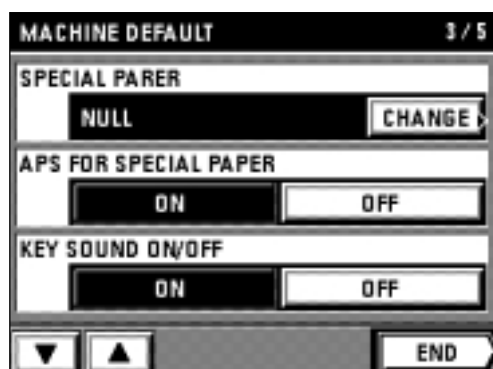 MACHINE DEFAULT 3/5
SPECIAL PARER
NULL CHANGE
APS FOR SPECIAL PAPER
ON OFF
KEY SOUND ON/OFF
ON OFF
END